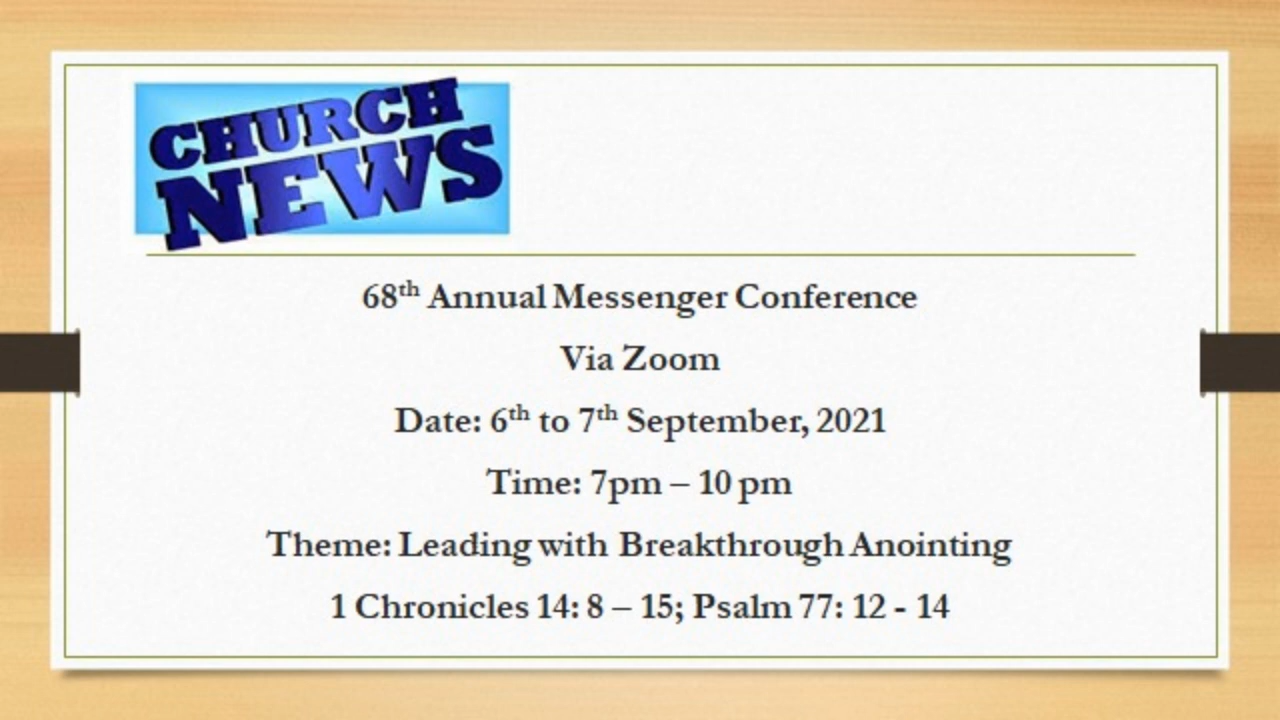 CHURCH
NEWS
68th Annual Messenger Conference
Via Zoom
Date: 6th to 7th September, 2021
Time: 7pm – 10 pm
Theme: Leading with Breakthrough Anointing
1 Chronicles 14: 8 – 15; Psalm 77: 12 - 14